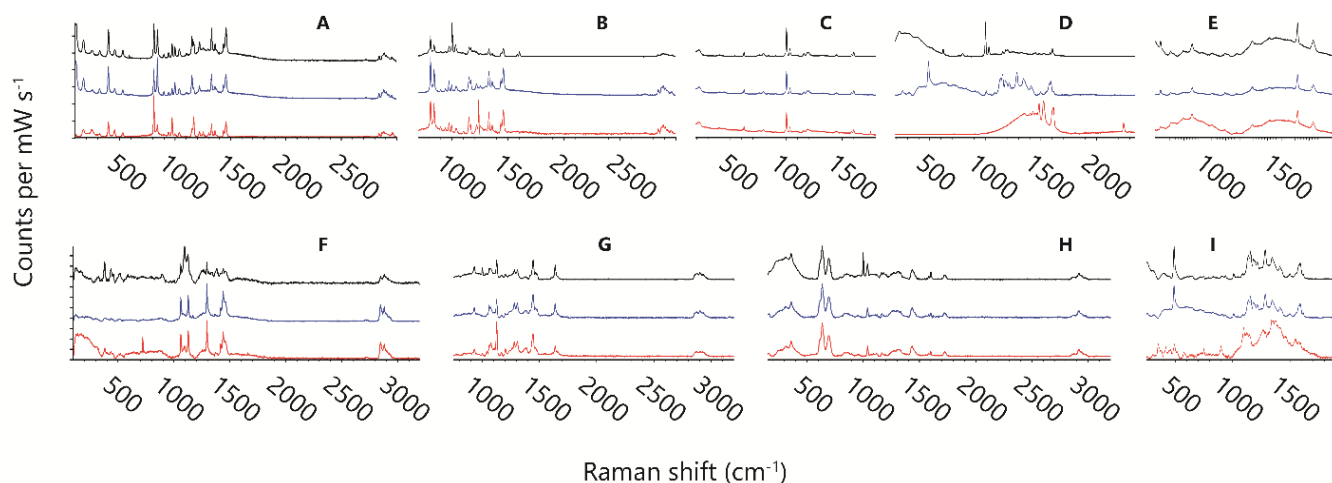 A B C D E
Counts per mW s⁻¹
500 1000 1500 2000 2500
1000 1500 2000 2500
500 1000 1500
500 1000 1500 2000
1000 1500
F G H I
500 1000 1500 2000 2500 3000
1000 1500 2000 2500 3000
500 1000 1500 2000 2500 3000
500 1000 1500
Raman shift (cm⁻¹)